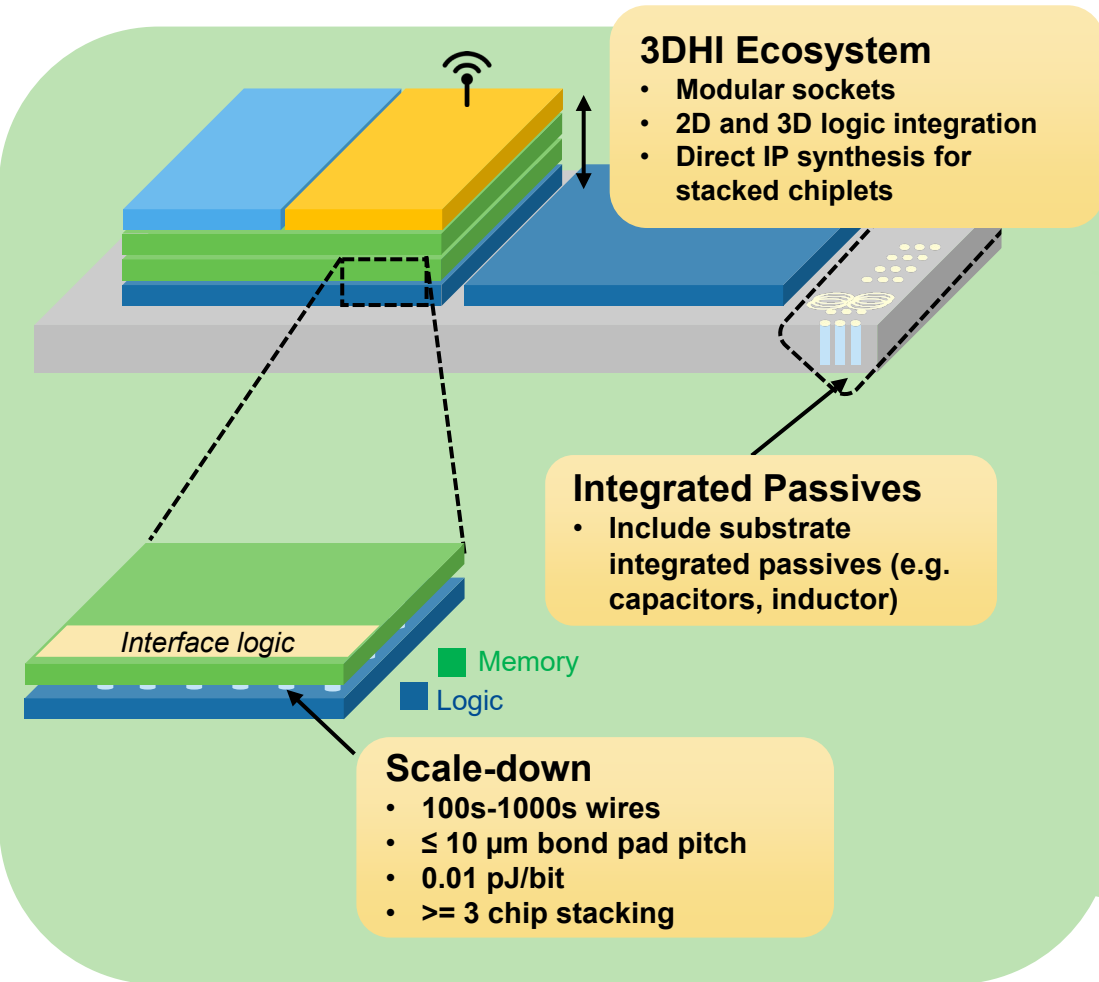 3DHI Ecosystem
• Modular sockets
• 2D and 3D logic integration
• Direct IP synthesis for
stacked chiplets
Integrated Passives
• Include substrate
integrated passives (e.g.
capacitors, inductor)
Interface logic
Memory
Logic
Scale-down
• 100s-1000s wires
• ≤ 10 µm bond pad pitch
• 0.01 pJ/bit
• >= 3 chip stacking